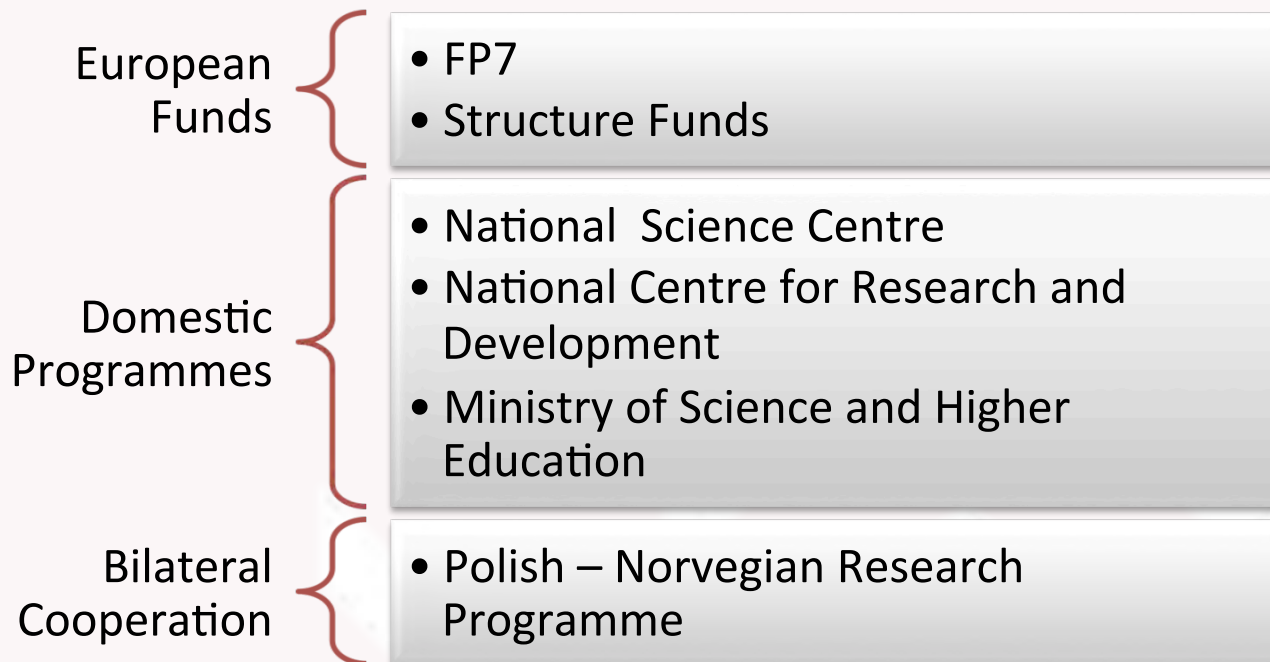 European
Funds
• FP7
• Structure Funds
Domestic
Programmes
• National  Science Centre
• National Centre for Research and
Development
• Ministry of Science and Higher
Education
Bilateral
Cooperation
• Polish – Norvegian Research
Programme